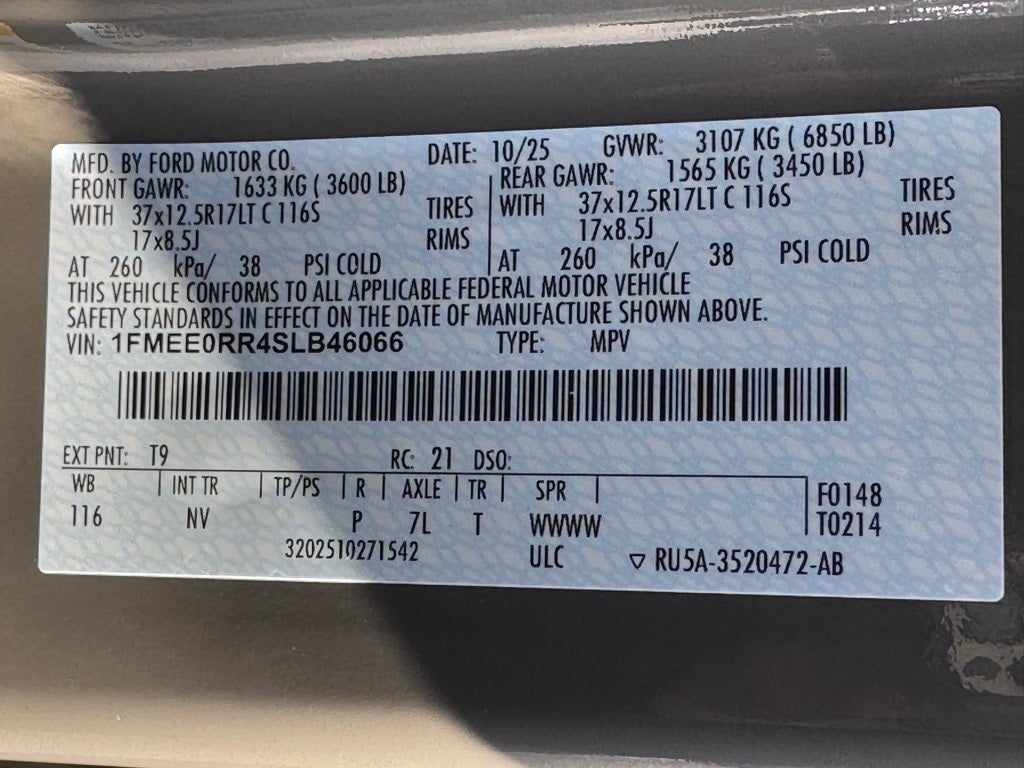 MFD. BY FORD MOTOR CO. DATE: 10/25 GVWR: 3107 KG ( 6850 LB)
FRONT GAWR: 1633 KG ( 3600 LB) REAR GAWR: 1565 KG ( 3450 LB)
WITH 37x12.5R17LT C 116S TIRES WITH 37x12.5R17LT C 116S TIRES
17x8.5J RIMS 17x8.5J RIMS
AT 260 kPa/ 38 PSI COLD AT 260 kPa/ 38 PSI COLD
THIS VEHICLE CONFORMS TO ALL APPLICABLE FEDERAL MOTOR VEHICLE
SAFETY STANDARDS IN EFFECT ON THE DATE OF MANUFACTURE SHOWN ABOVE.
VIN: 1FMEE0RR4SLB46066 TYPE: MPV
EXT PNT: T9 RC: 21 DSO:
WB | INT TR | TP/PS | R | AXLE | TR | SPR | F0148
116 NV P 7L T WWWW T0214
3202510271542 ULC ▽ RU5A-3520472-AB